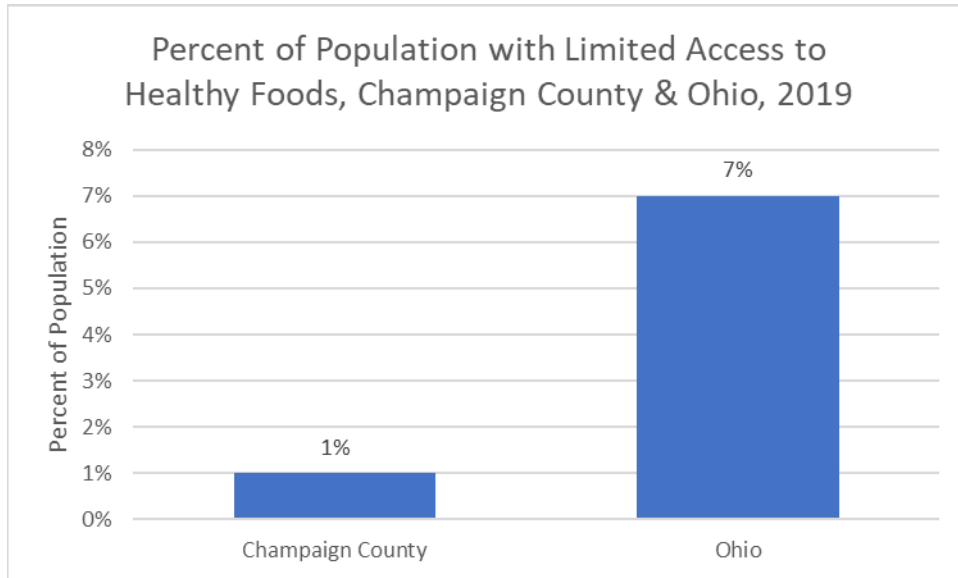 Percent of Population with Limited Access to
Healthy Foods, Champaign County & Ohio, 2019
Percent of Population
8%
7%
6%
5%
4%
3%
2%
1%
0%
1%
7%
Champaign County
Ohio